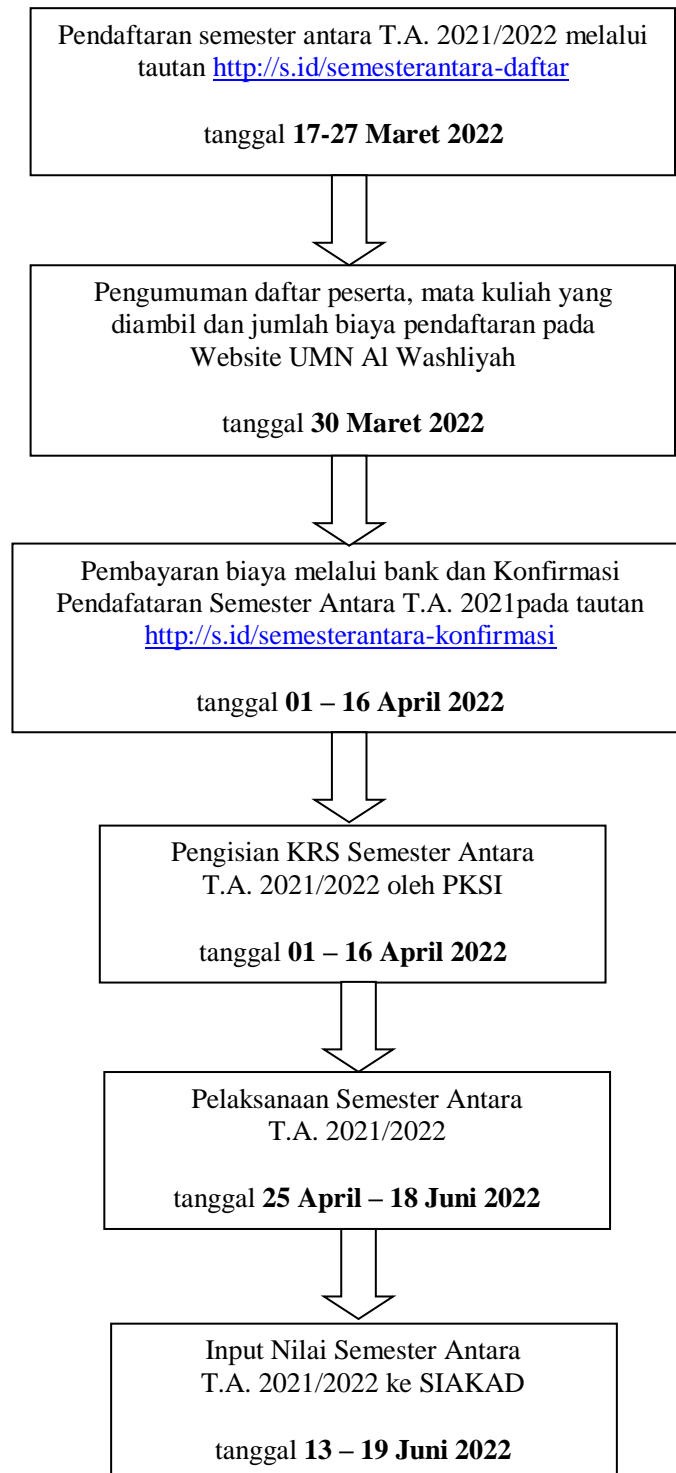 Pendaftaran semester antara T.A. 2021/2022 melalui
tautan http://s.id/semesterantara-daftar
tanggal 17-27 Maret 2022
Pengumuman daftar peserta, mata kuliah yang
diambil dan jumlah biaya pendaftaran pada
Website UMN Al Washliyah
tanggal 30 Maret 2022
Pembayaran biaya melalui bank dan Konfirmasi
Pendafataran Semester Antara T.A. 2021pada tautan
http://s.id/semesterantara-konfirmasi
tanggal 01 – 16 April 2022
Pengisian KRS Semester Antara
T.A. 2021/2022 oleh PKSI
tanggal 01 – 16 April 2022
Pelaksanaan Semester Antara
T.A. 2021/2022
tanggal 25 April – 18 Juni 2022
Input Nilai Semester Antara
T.A. 2021/2022 ke SIAKAD
tanggal 13 – 19 Juni 2022